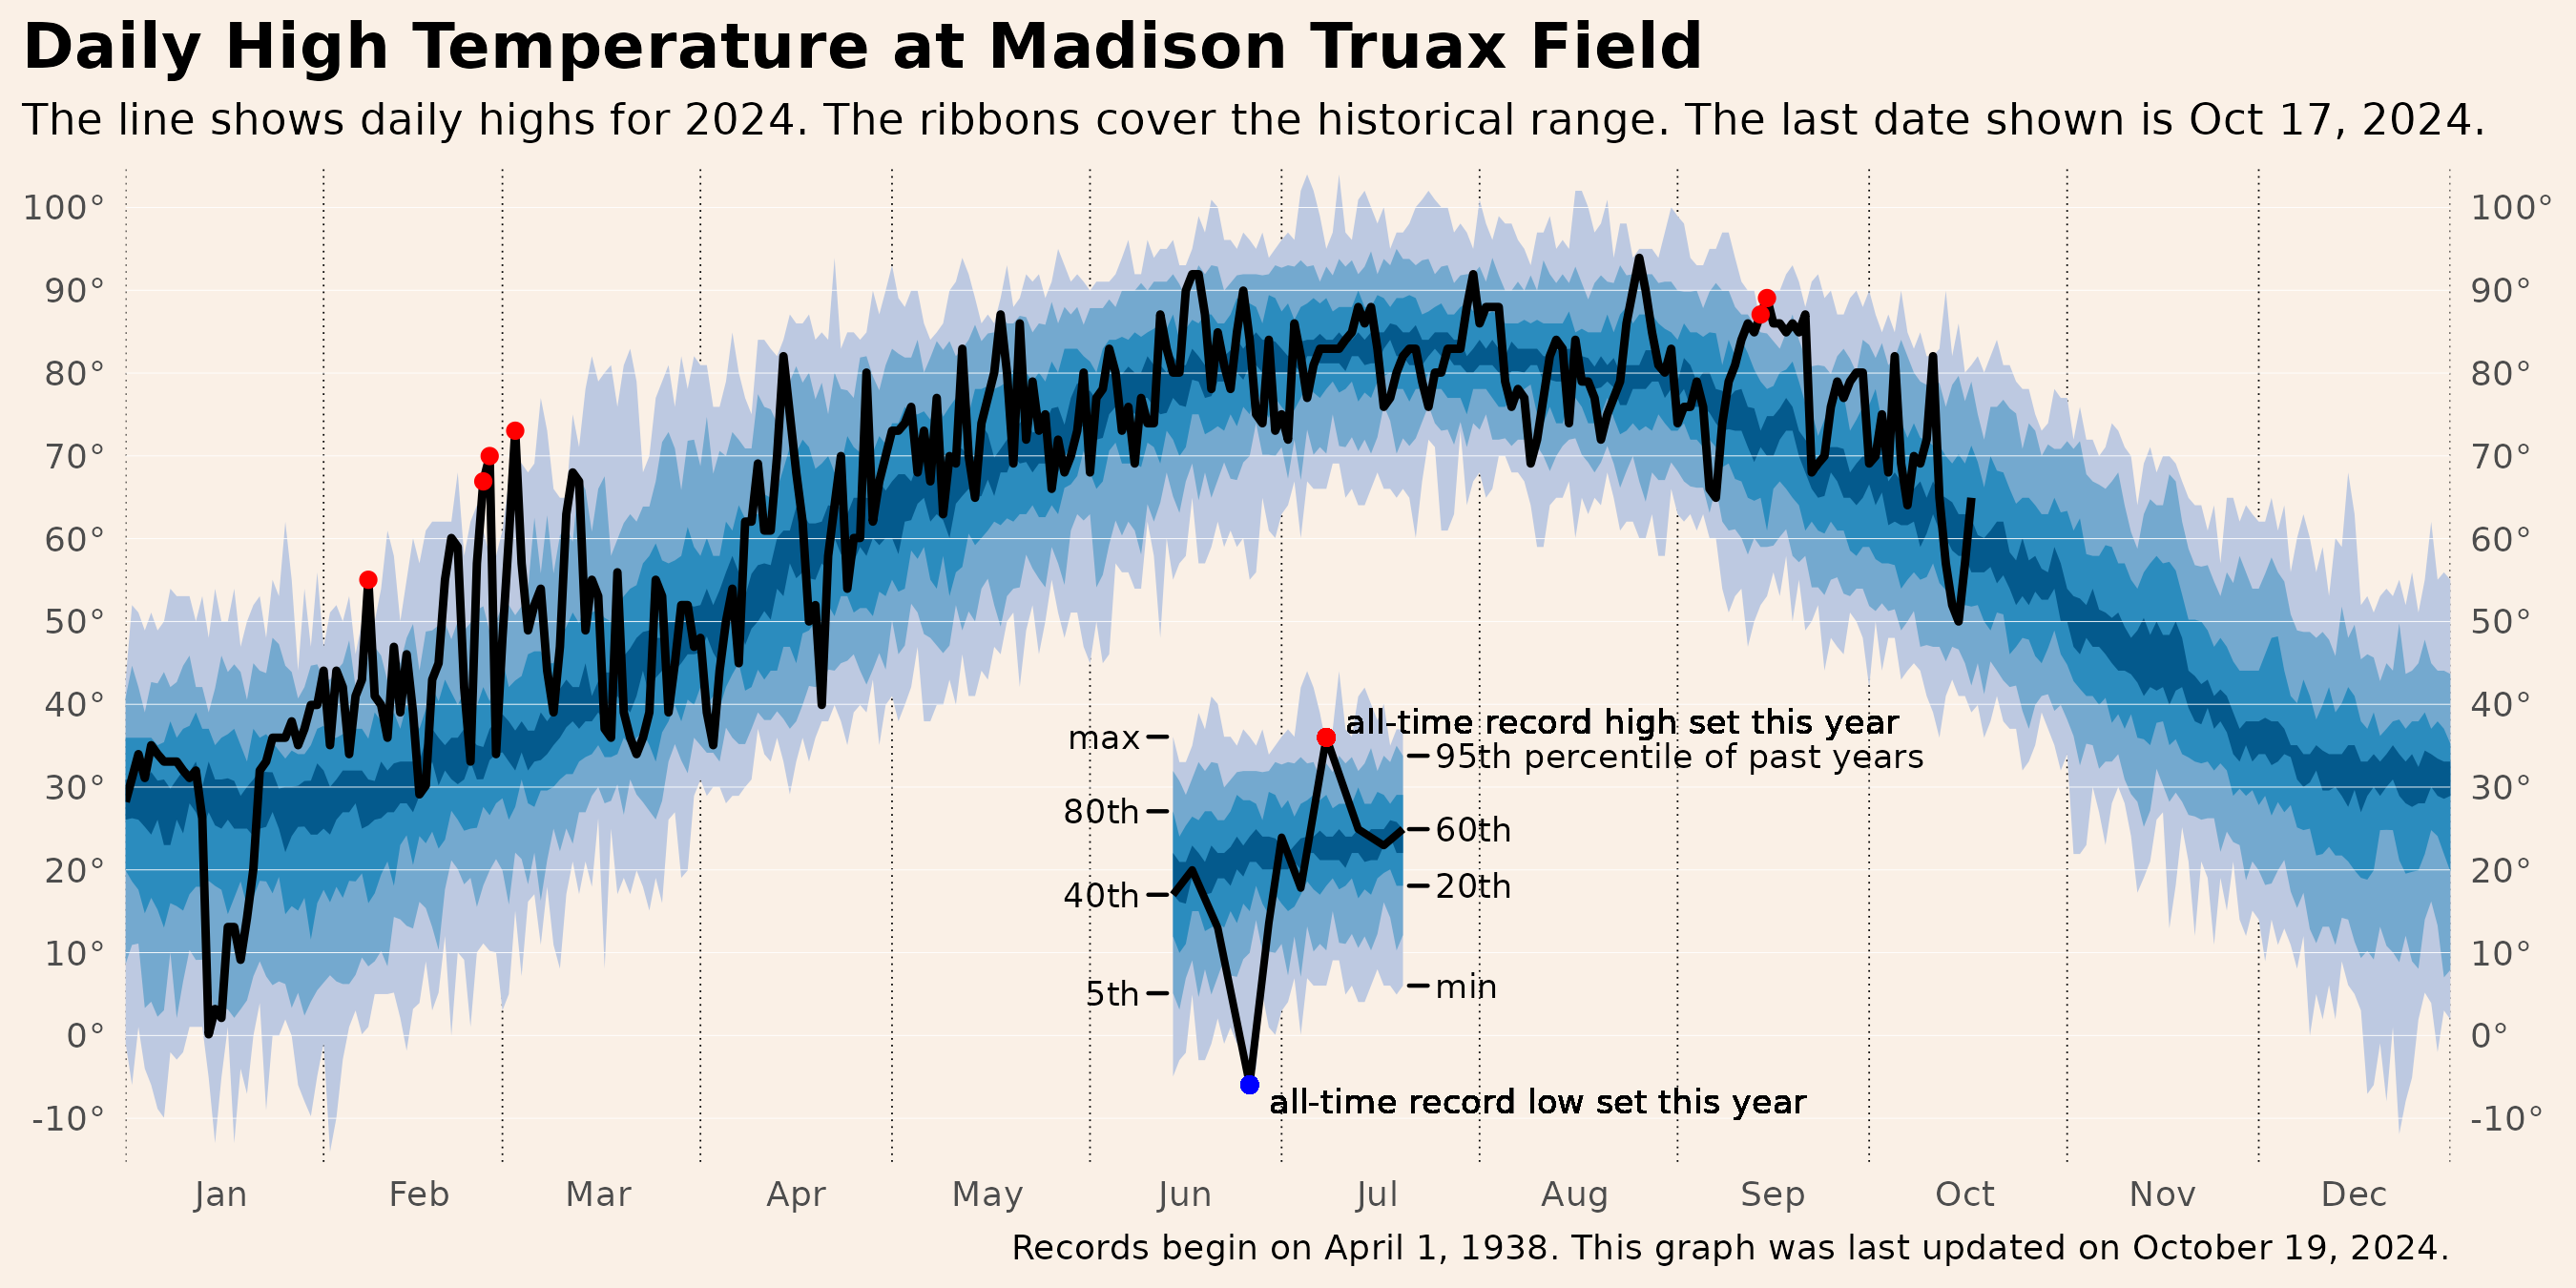 Daily High Temperature at Madison Truax Field
The line shows daily highs for 2024. The ribbons cover the historical range. The last date shown is Oct 17, 2024.
100° 100°
90° 90°
80° 80°
70° 70°
60° 60°
50° 50°
40° 40°
all-time record high set this year
max
95th percentile of past years
30° 30°
80th
60th
20° 20°
40th
20th
10° 10°
5th
min
0° 0°
all-time record low set this year
-10° -10°
Jan Feb Mar Apr May Jun Jul Aug Sep Oct Nov Dec
Records begin on April 1, 1938. This graph was last updated on October 19, 2024.